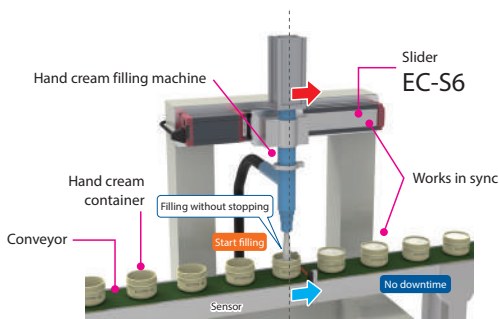 Slider
EC-S6
Hand cream filling machine
Hand cream
container
Filling without stopping
Works in sync
Conveyor
Start filling
No downtime
Sensor